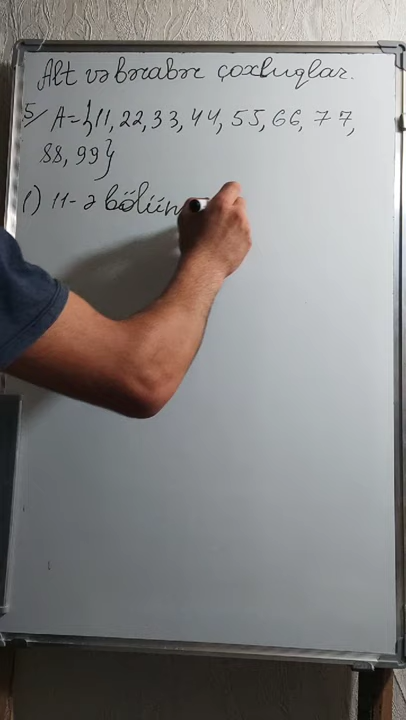 Alt və bərabər çoxluqlar.
5/ A={11, 22, 33, 44, 55, 66, 77,
88, 99}
1) 11-ə bölün